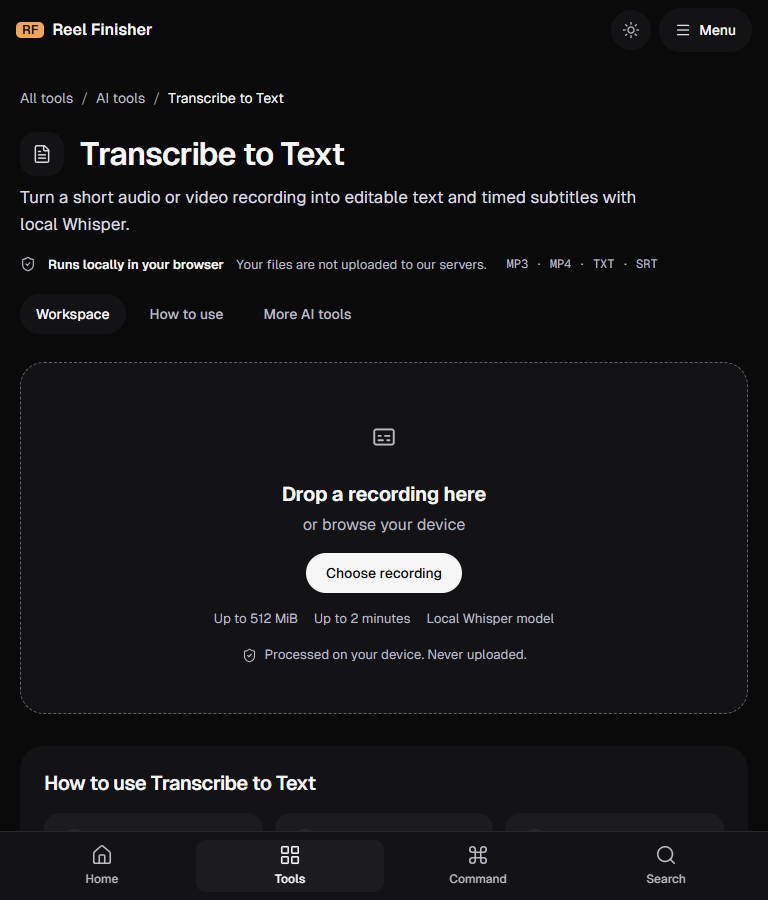 RF Reel Finisher
Menu
All tools / AI tools / Transcribe to Text
Transcribe to Text
Turn a short audio or video recording into editable text and timed subtitles with
local Whisper.
Runs locally in your browser Your files are not uploaded to our servers. MP3 · MP4 · TXT · SRT
Workspace How to use More AI tools
Drop a recording here
or browse your device
Choose recording
Up to 512 MiB Up to 2 minutes Local Whisper model
Processed on your device. Never uploaded.
How to use Transcribe to Text
Home Tools Command Search